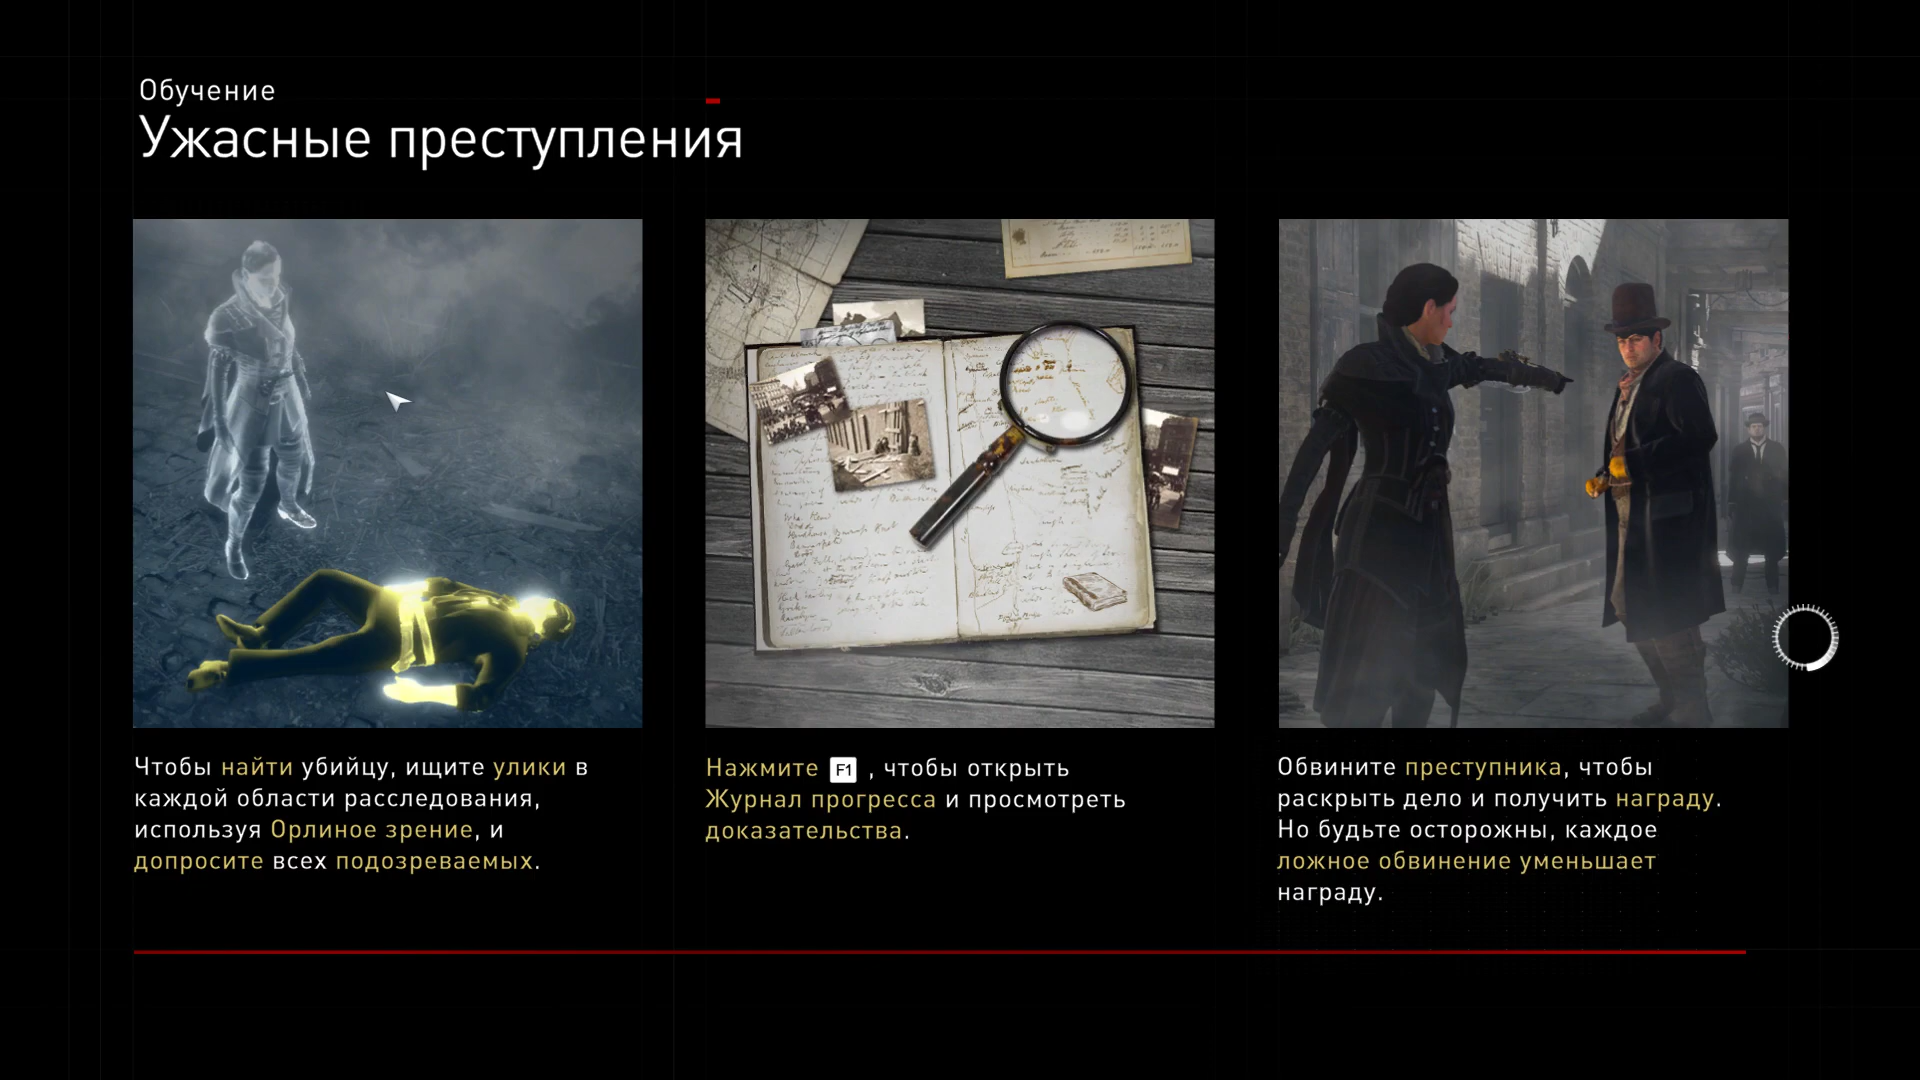 Обучение
Ужасные преступления
Чтобы найти убийцу, ищите улики в
каждой области расследования,
используя Орлиное зрение, и
допросите всех подозреваемых.
Нажмите F1 , чтобы открыть
Журнал прогресса и просмотреть
доказательства.
Обвините преступника, чтобы
раскрыть дело и получить награду.
Но будьте осторожны, каждое
ложное обвинение уменьшает
награду.